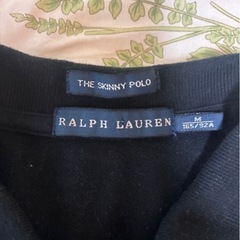 THE SKINNY POLO
RALPH LAUREN
M
165/92A